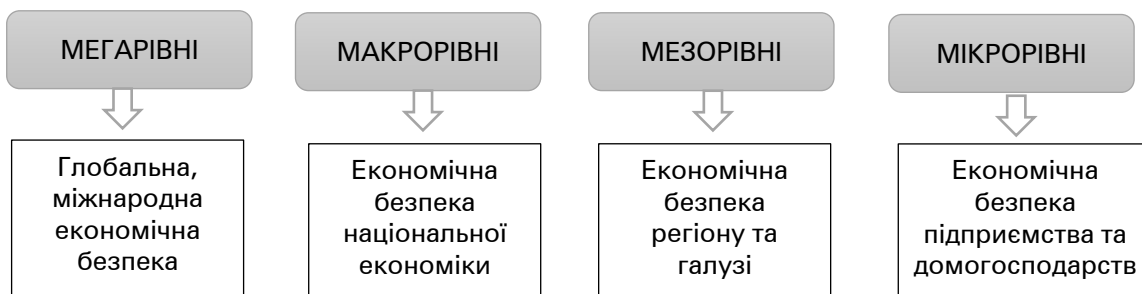 МЕГАРІВНІ
Глобальна,
міжнародна
економічна
безпека
МАКРОРІВНІ
Економічна
безпека
національної
економіки
МЕЗОРІВНІ
Економічна
безпека
регіону та
галузі
МІКРОРІВНІ
Економічна
безпека
підприємства та
домогосподарств